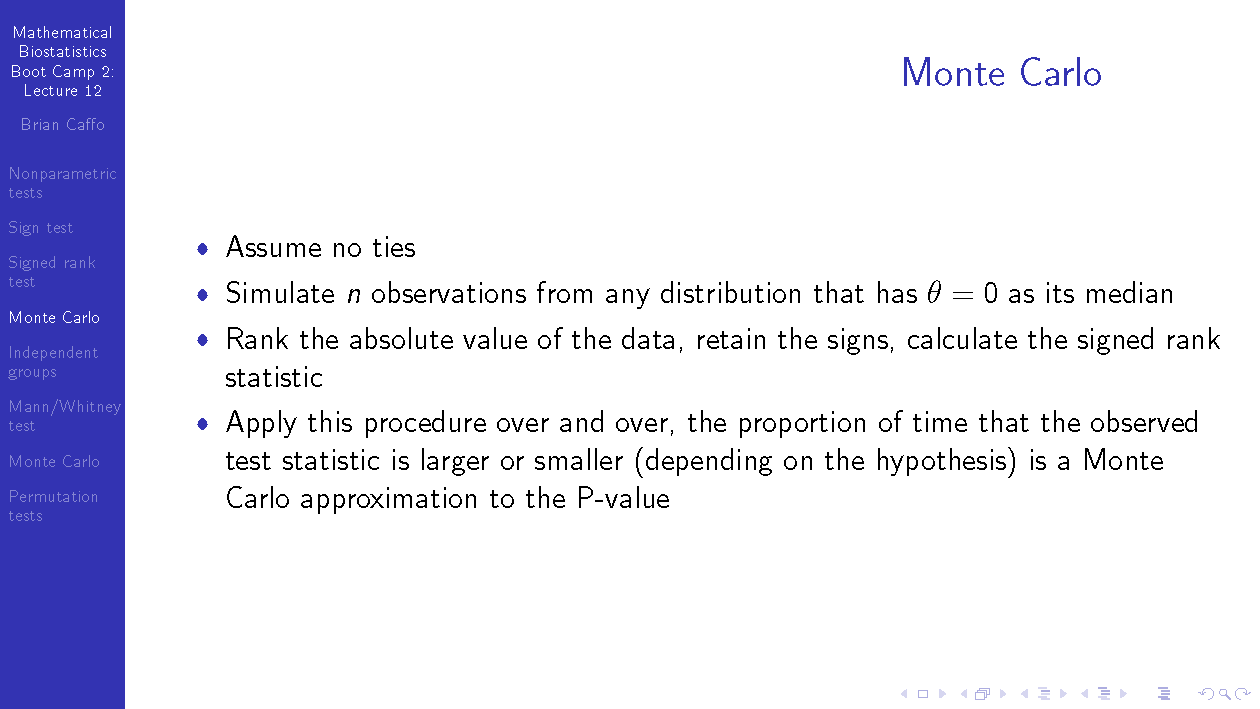 Mathematical
Biostatistics
Boot Camp 2:
Lecture 12
Brian Caffo
Nonparametric
tests
Sign test
Signed rank
test
Monte Carlo
Independent
groups
Mann/Whitney
test
Monte Carlo
Permutation
tests
Monte Carlo
• Assume no ties
• Simulate n observations from any distribution that has θ = 0 as its median
• Rank the absolute value of the data, retain the signs, calculate the signed rank
statistic
• Apply this procedure over and over, the proportion of time that the observed
test statistic is larger or smaller (depending on the hypothesis) is a Monte
Carlo approximation to the P-value